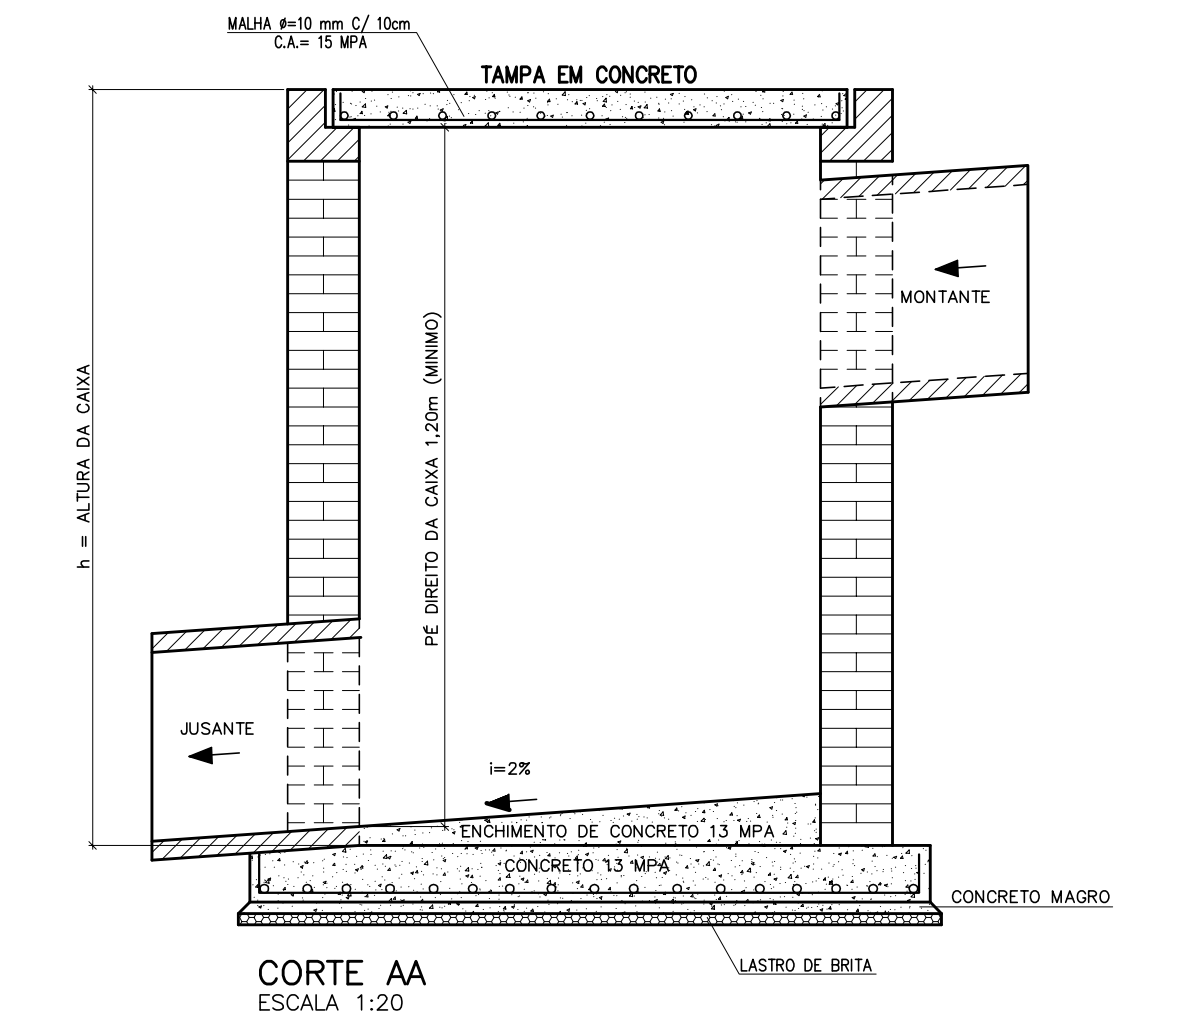 MALHA ø=10 mm C/ 10cm
C.A.= 15 MPA
TAMPA EM CONCRETO
MONTANTE
h = ALTURA DA CAIXA
PÉ DIREITO DA CAIXA 1,20m (MINIMO)
JUSANTE
i=2%
ENCHIMENTO DE CONCRETO 13 MPA
CONCRETO 13 MPA
CONCRETO MAGRO
LASTRO DE BRITA
CORTE AA
ESCALA 1:20